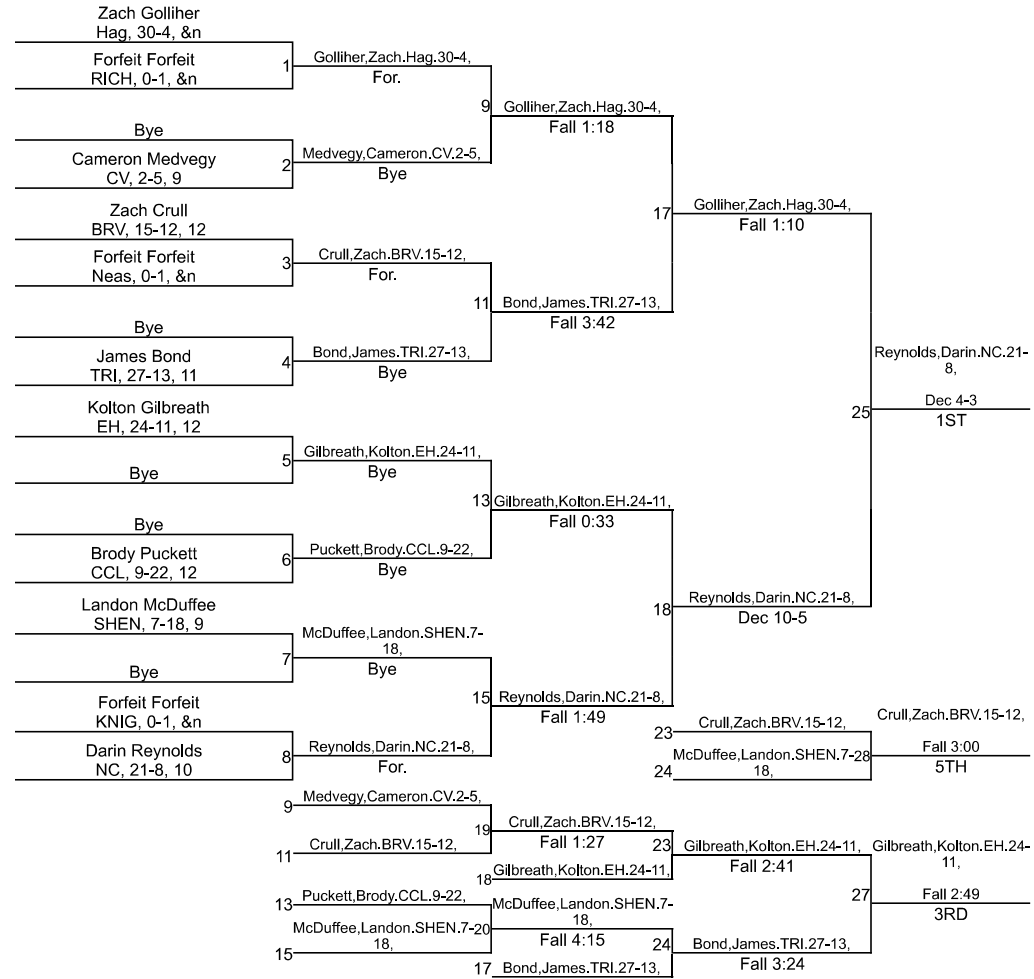 Zach Golliher
Hag, 30-4, &n
Forfeit Forfeit
RICH, 0-1, &n
1
Golliher,Zach.Hag.30-4,
For.
9
Golliher,Zach.Hag.30-4,
Fall 1:18
Bye
Cameron Medvegy
CV, 2-5, 9
2
Medvegy,Cameron.CV.2-5,
Bye
17
Golliher,Zach.Hag.30-4,
Fall 1:10
Zach Crull
BRV, 15-12, 12
Forfeit Forfeit
Neas, 0-1, &n
3
Crull,Zach.BRV.15-12,
For.
11
Bond,James.TRI.27-13,
Fall 3:42
Bye
James Bond
TRI, 27-13, 11
4
Bond,James.TRI.27-13,
Bye
Reynolds,Darin.NC.21-
8,
25
Dec 4-3
1ST
Kolton Gilbreath
EH, 24-11, 12
Bye
5
Gilbreath,Kolton.EH.24-11,
Bye
13
Gilbreath,Kolton.EH.24-11,
Fall 0:33
Bye
Brody Puckett
CCL, 9-22, 12
6
Puckett,Brody.CCL.9-22,
Bye
18
Reynolds,Darin.NC.21-8,
Dec 10-5
Landon McDuffee
SHEN, 7-18, 9
Bye
7
McDuffee,Landon.SHEN.7-
18,
Bye
15
Reynolds,Darin.NC.21-8,
Fall 1:49
Forfeit Forfeit
KNIG, 0-1, &n
Darin Reynolds
NC, 21-8, 10
8
Reynolds,Darin.NC.21-8,
For.
23
Crull,Zach.BRV.15-12,
24
McDuffee,Landon.SHEN.7-
18,
28
Crull,Zach.BRV.15-12,
Fall 3:00
5TH
9
Medvegy,Cameron.CV.2-5,
11
Crull,Zach.BRV.15-12,
19
Crull,Zach.BRV.15-12,
Fall 1:27
18
Gilbreath,Kolton.EH.24-11,
23
Gilbreath,Kolton.EH.24-11,
Fall 2:41
13
Puckett,Brody.CCL.9-22,
15
McDuffee,Landon.SHEN.7-
18,
20
McDuffee,Landon.SHEN.7-
18,
Fall 4:15
17
Bond,James.TRI.27-13,
24
Bond,James.TRI.27-13,
Fall 3:24
27
Gilbreath,Kolton.EH.24-
11,
Fall 2:49
3RD